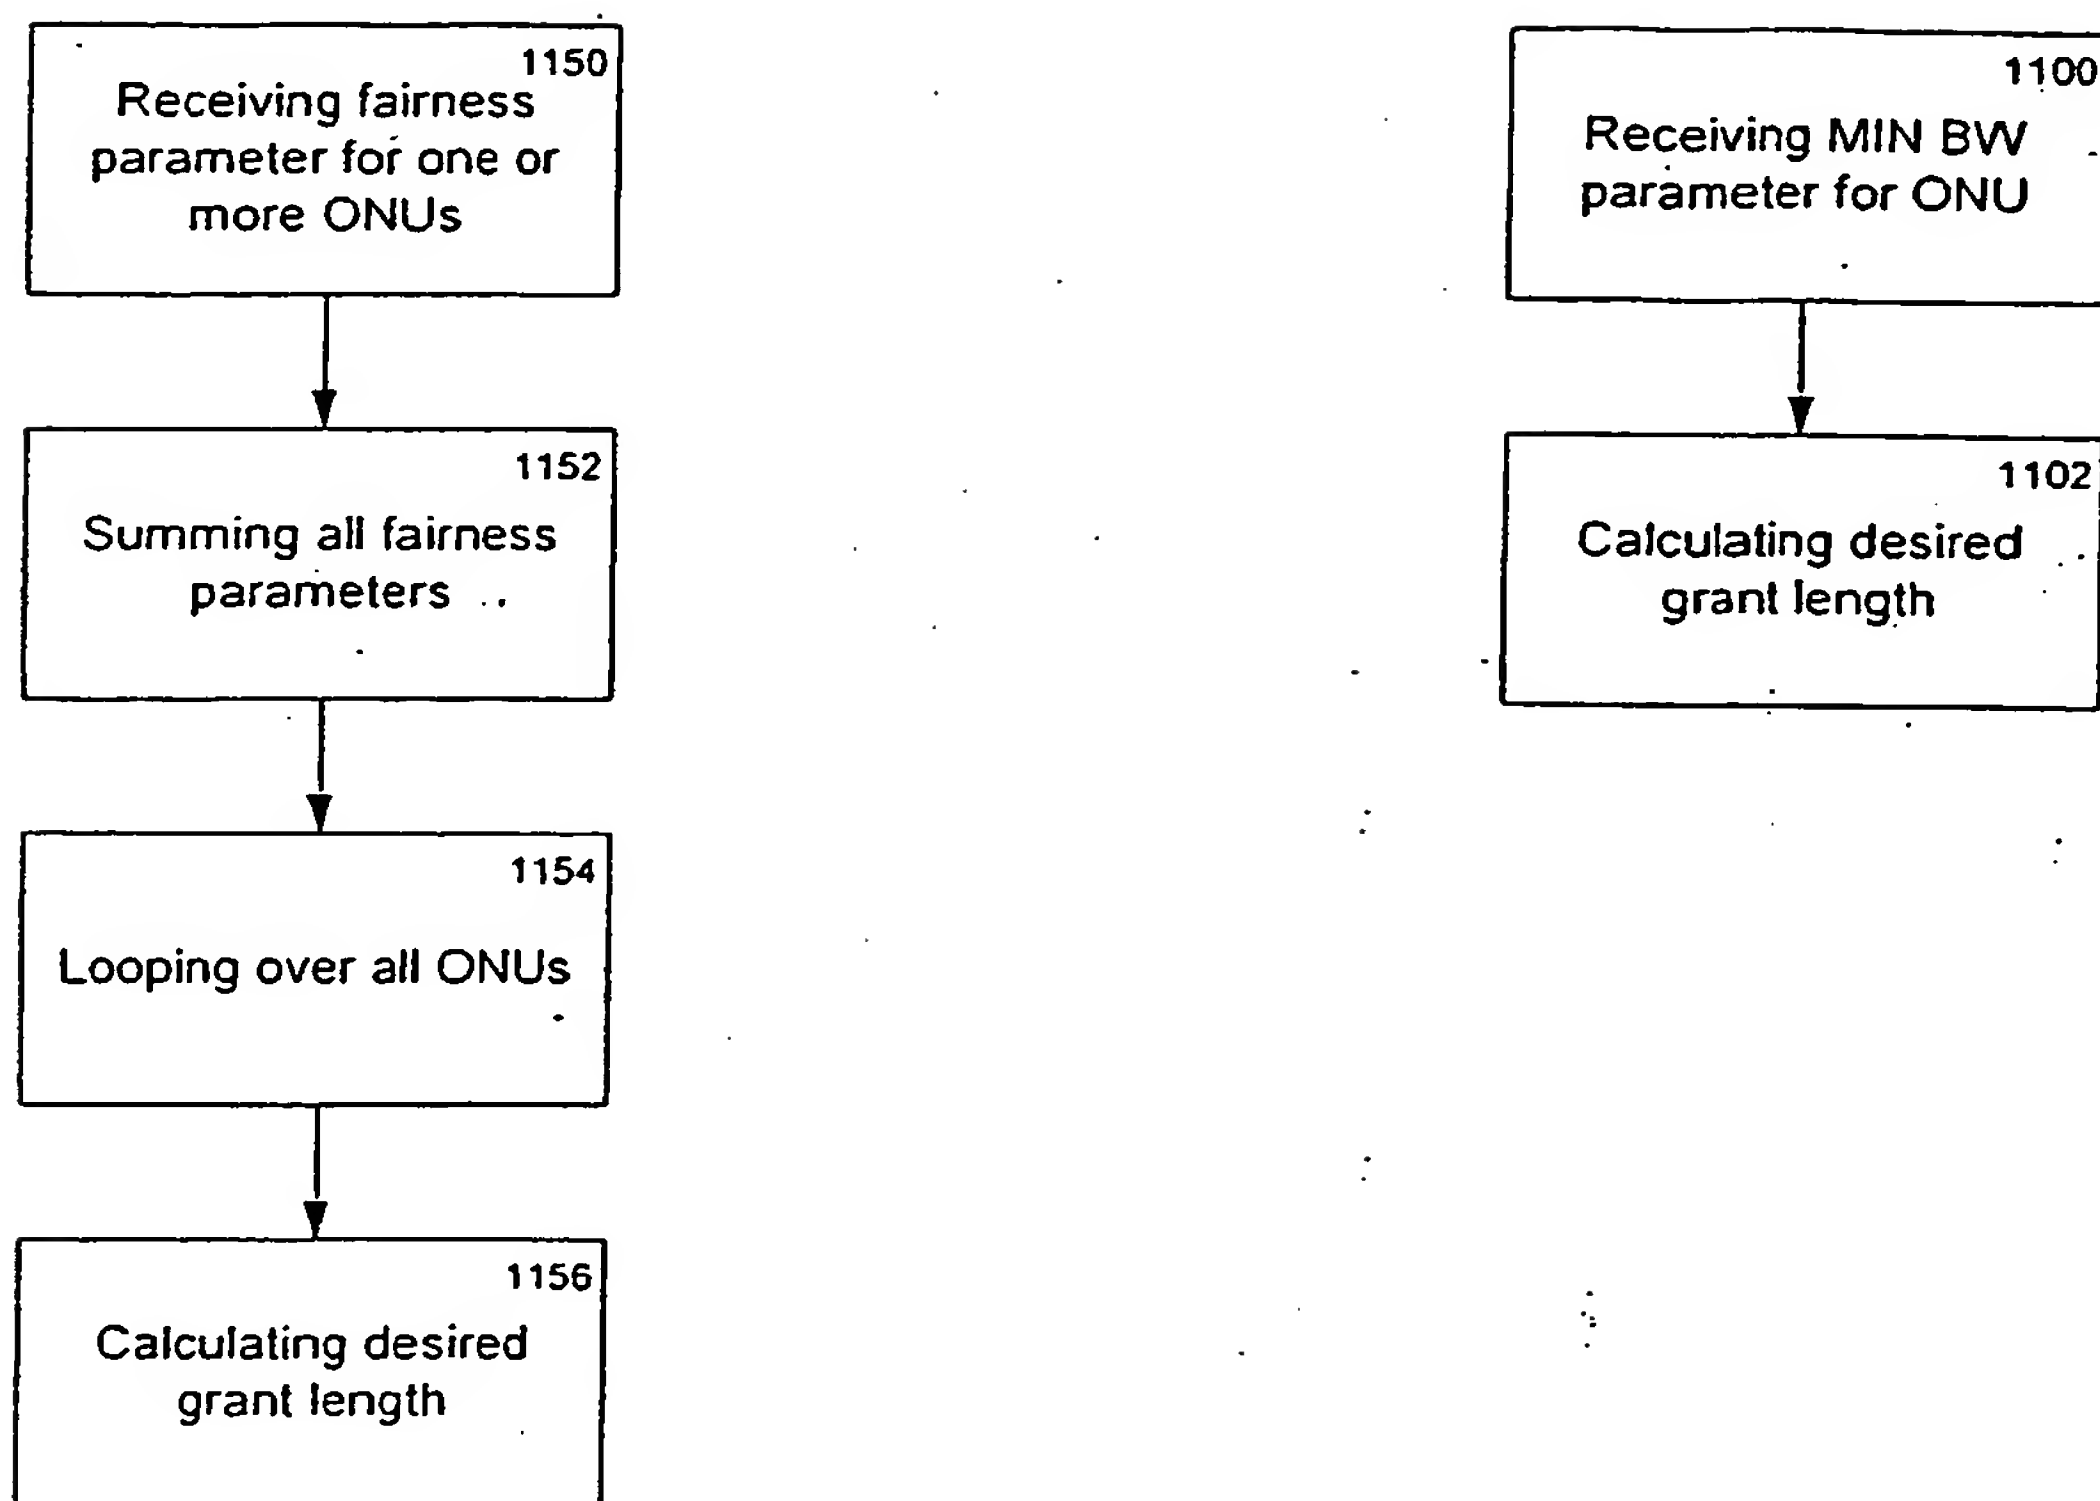 1150
Receiving fairness
parameter for one or
more ONUs
1152
Summing all fairness
parameters
1154
Looping over all ONUs
1156
Calculating desired
grant length
1100
Receiving MIN BW
parameter for ONU
1102
Calculating desired
grant length